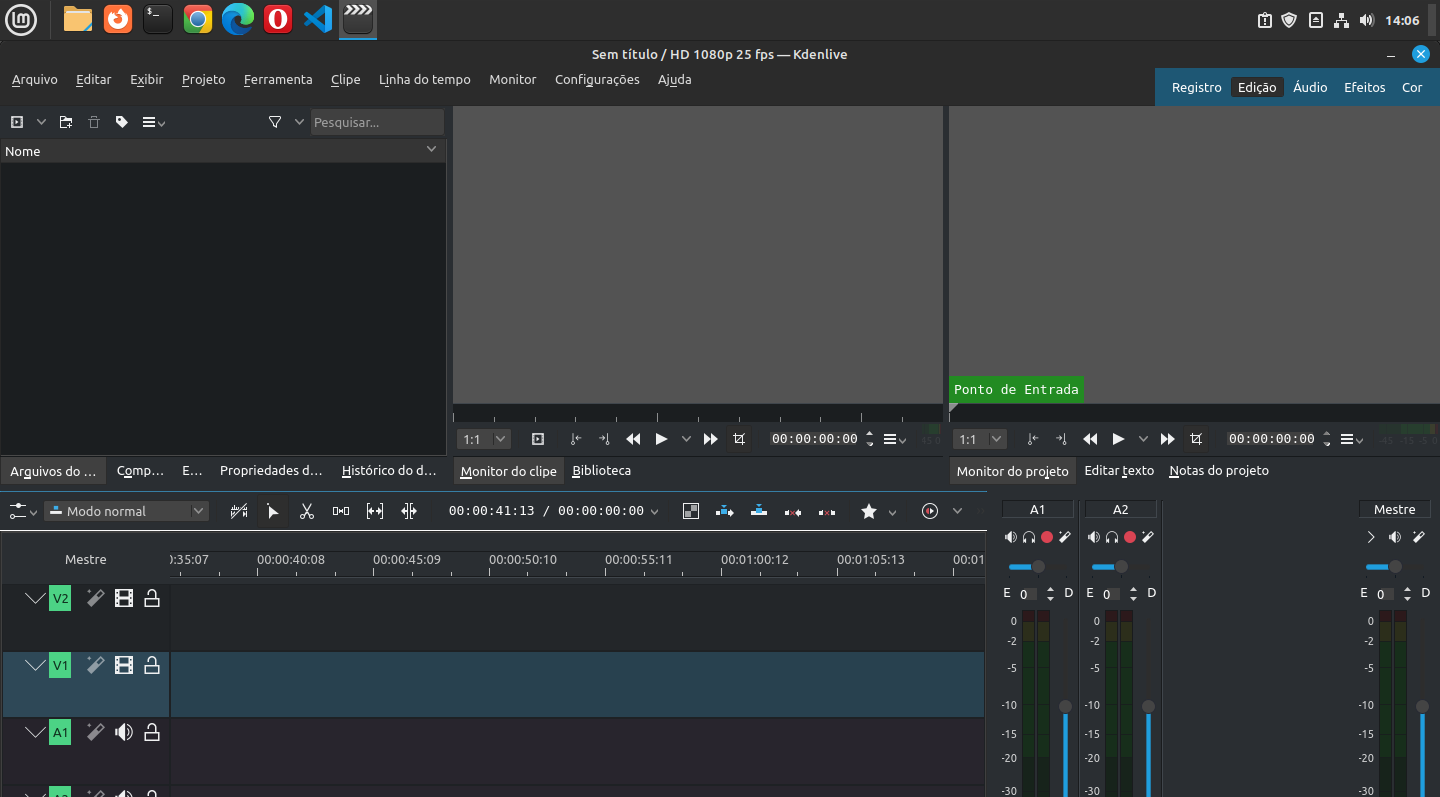 14:06
Sem título / HD 1080p 25 fps — Kdenlive
Arquivo Editar Exibir Projeto Ferramenta Clipe Linha do tempo Monitor Configurações Ajuda
Registro Edição Áudio Efeitos Cor
Pesquisar...
Nome
Ponto de Entrada
1:1 00:00:00:00
1:1 00:00:00:00 -45 -15 -5 0
Arquivos do ... Comp... E... Propriedades d... Histórico do d...
Monitor do clipe Biblioteca
Monitor do projeto Editar texto Notas do projeto
Modo normal 00:00:41:13 / 00:00:00:00
A1 A2 Mestre
Mestre
):35:07 00:00:40:08 00:00:45:09 00:00:50:10 00:00:55:11 00:01:00:12 00:01:05:13 00:01
E 0 D E 0 D E 0 D
V2
V1
A1
A2
0 0 0
-2 -2 -2
-5 -5 -5
-10 -10 -10
-15 -15 -15
-20 -20 -20
-30 -30 -30